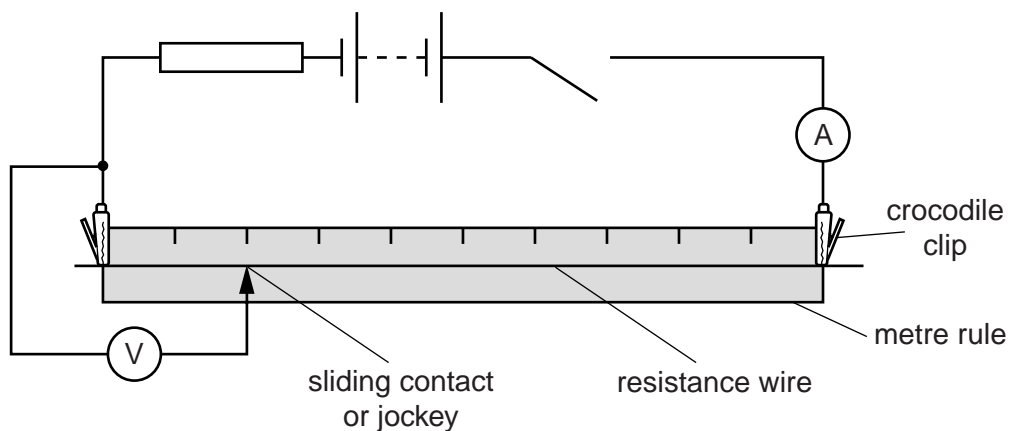 A
crocodile
clip
metre rule
V
sliding contact
or jockey
resistance wire